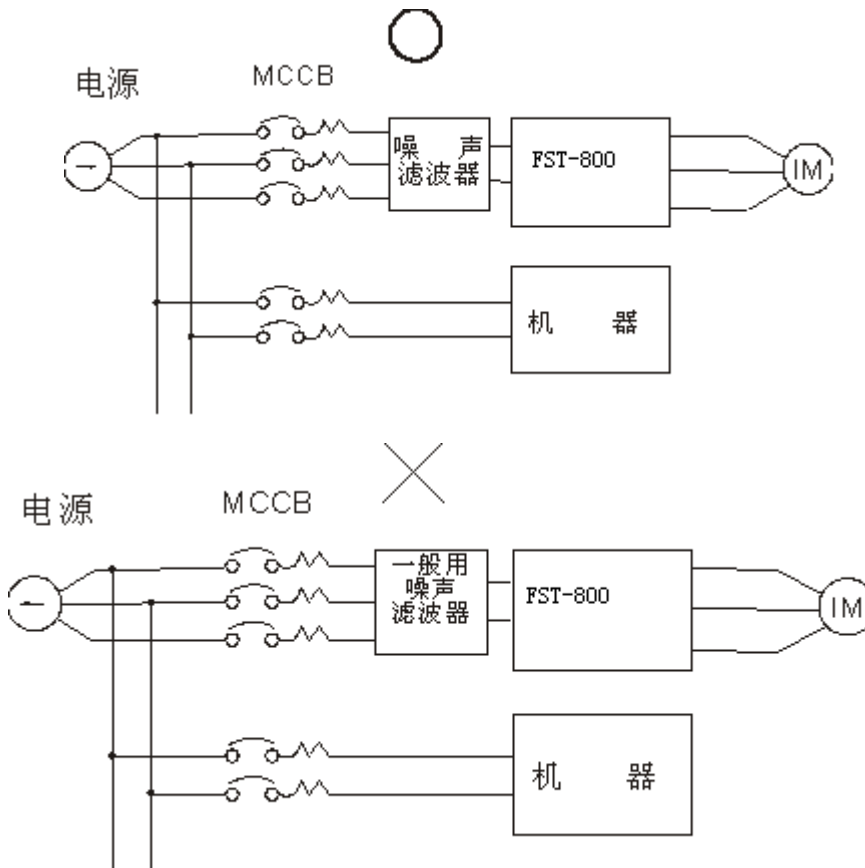 电源
MCCB
噪 声
滤波器
FST-800
IM
机 器
电源
MCCB
一般用
噪声
滤波器
FST-800
IM
机 器